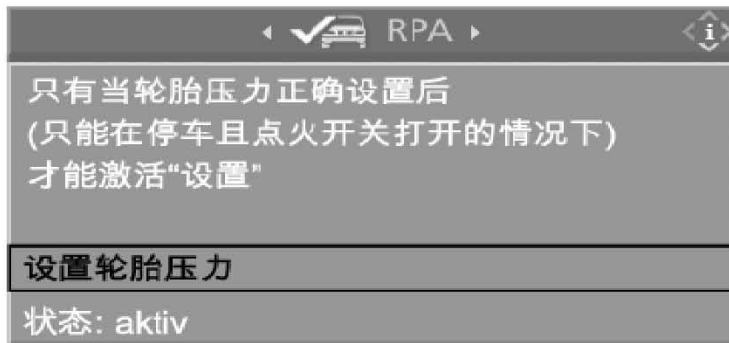 RPA
只有当轮胎压力正确设置后
(只能在停车且点火开关打开的情况下)
才能激活“设置”
设置轮胎压力
状态: aktiv